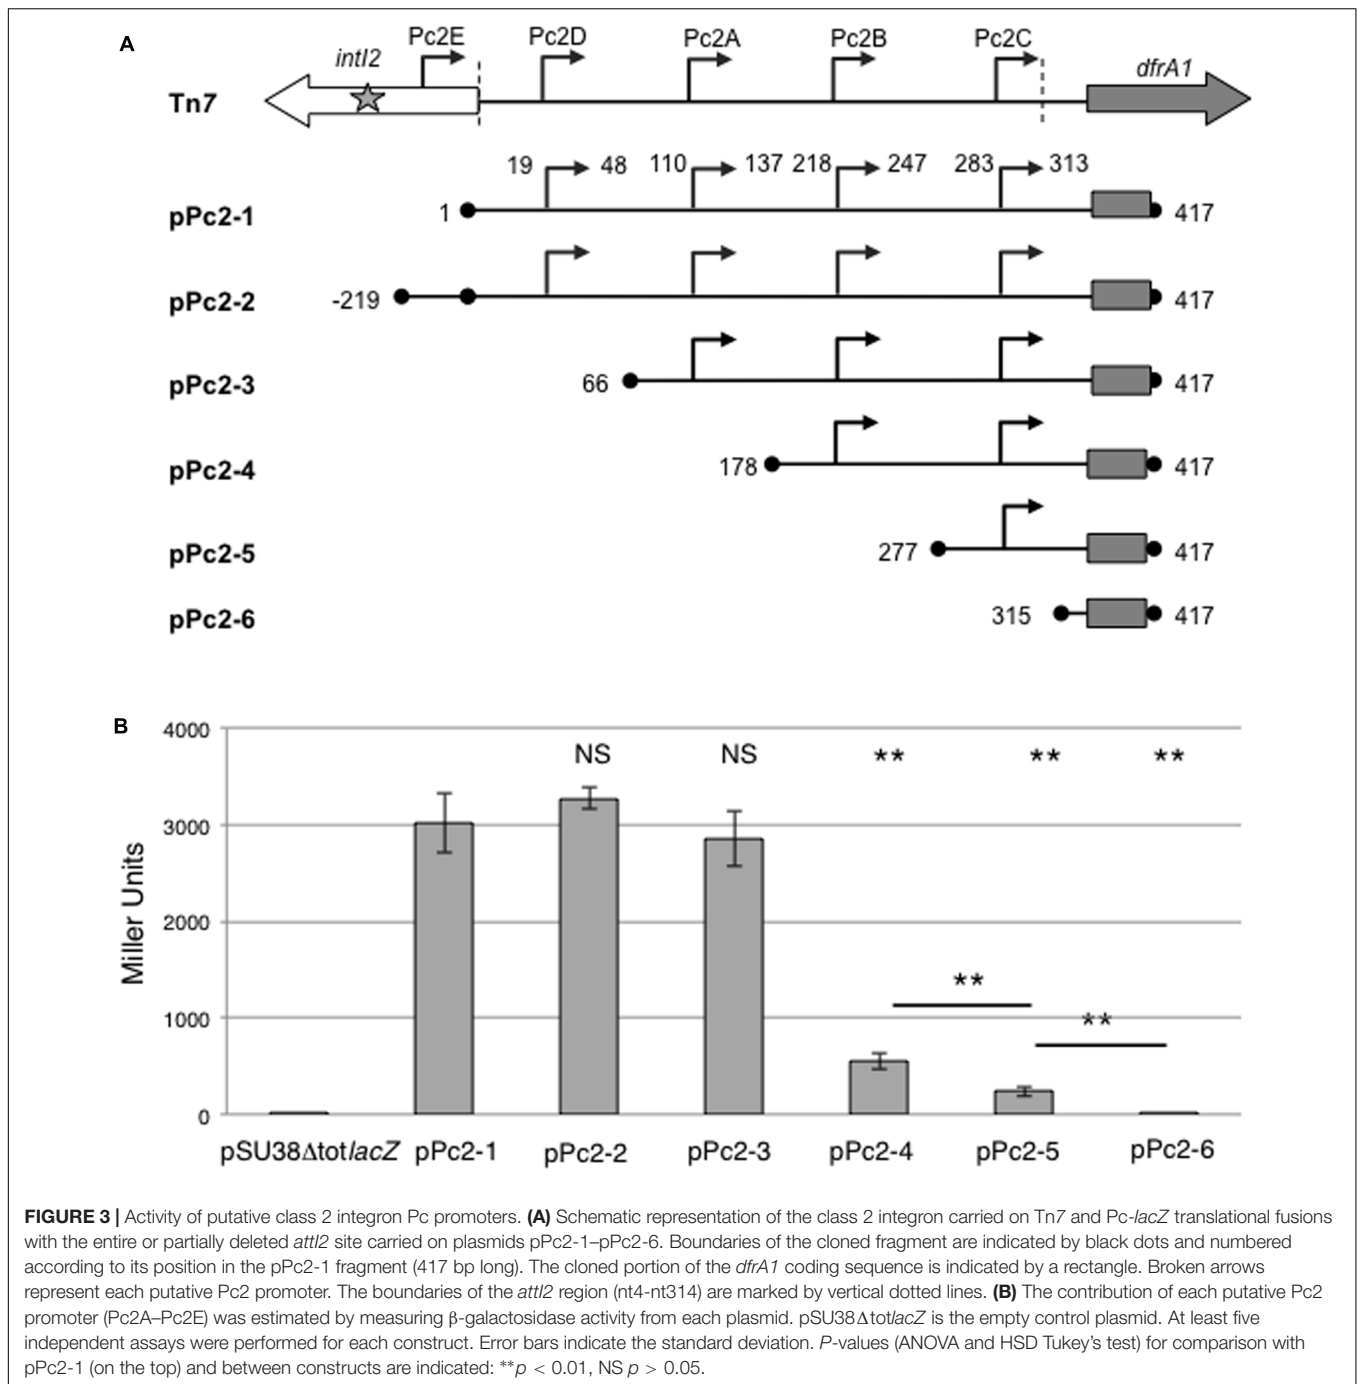 A
Pc2E Pc2D Pc2A Pc2B Pc2C
intI2 dfrA1
Tn7
19 48 110 137 218 247 283 313
pPc2-1 1 417
pPc2-2 -219 417
pPc2-3 66 417
pPc2-4 178 417
pPc2-5 277 417
pPc2-6 315 417
B
4000
NS NS ** ** **
3000
2000
Miller Units
**
1000
**
0
pSU38ΔtotlacZ pPc2-1 pPc2-2 pPc2-3 pPc2-4 pPc2-5 pPc2-6
FIGURE 3 | Activity of putative class 2 integron Pc promoters. (A) Schematic representation of the class 2 integron carried on Tn7 and Pc-lacZ translational fusions
with the entire or partially deleted attI2 site carried on plasmids pPc2-1–pPc2-6. Boundaries of the cloned fragment are indicated by black dots and numbered
according to its position in the pPc2-1 fragment (417 bp long). The cloned portion of the dfrA1 coding sequence is indicated by a rectangle. Broken arrows
represent each putative Pc2 promoter. The boundaries of the attI2 region (nt4-nt314) are marked by vertical dotted lines. (B) The contribution of each putative Pc2
promoter (Pc2A–Pc2E) was estimated by measuring β-galactosidase activity from each plasmid. pSU38ΔtotlacZ is the empty control plasmid. At least five
independent assays were performed for each construct. Error bars indicate the standard deviation. P-values (ANOVA and HSD Tukey's test) for comparison with
pPc2-1 (on the top) and between constructs are indicated: **p < 0.01, NS p > 0.05.